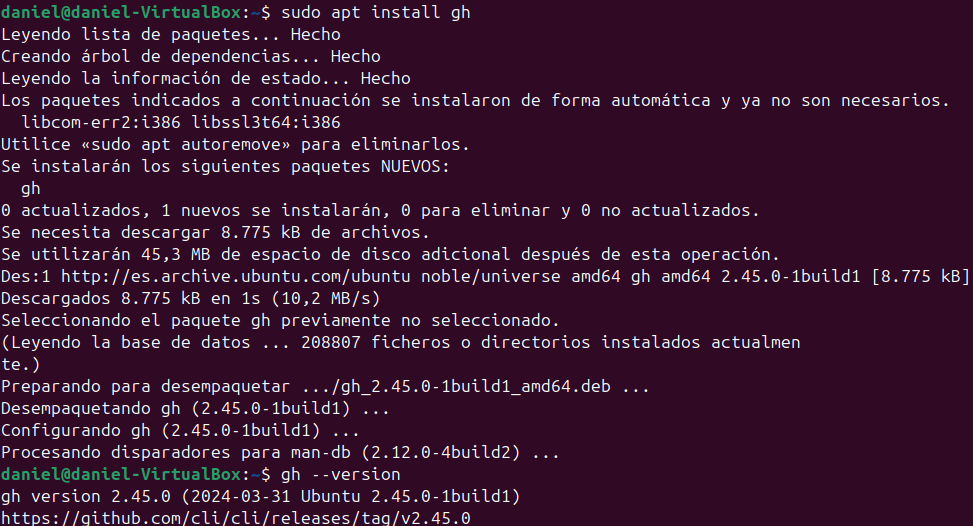 daniel@daniel-VirtualBox:~$ sudo apt install gh
Leyendo lista de paquetes... Hecho
Creando árbol de dependencias... Hecho
Leyendo la información de estado... Hecho
Los paquetes indicados a continuación se instalaron de forma automática y ya no son necesarios.
  libcom-err2:i386 libssl3t64:i386
Utilice «sudo apt autoremove» para eliminarlos.
Se instalarán los siguientes paquetes NUEVOS:
  gh
0 actualizados, 1 nuevos se instalarán, 0 para eliminar y 0 no actualizados.
Se necesita descargar 8.775 kB de archivos.
Se utilizarán 45,3 MB de espacio de disco adicional después de esta operación.
Des:1 http://es.archive.ubuntu.com/ubuntu noble/universe amd64 gh amd64 2.45.0-1build1 [8.775 kB]
Descargados 8.775 kB en 1s (10,2 MB/s)
Seleccionando el paquete gh previamente no seleccionado.
(Leyendo la base de datos ... 208807 ficheros o directorios instalados actualmen
te.)
Preparando para desempaquetar .../gh_2.45.0-1build1_amd64.deb ...
Desempaquetando gh (2.45.0-1build1) ...
Configurando gh (2.45.0-1build1) ...
Procesando disparadores para man-db (2.12.0-4build2) ...
daniel@daniel-VirtualBox:~$ gh --version
gh version 2.45.0 (2024-03-31 Ubuntu 2.45.0-1build1)
https://github.com/cli/cli/releases/tag/v2.45.0